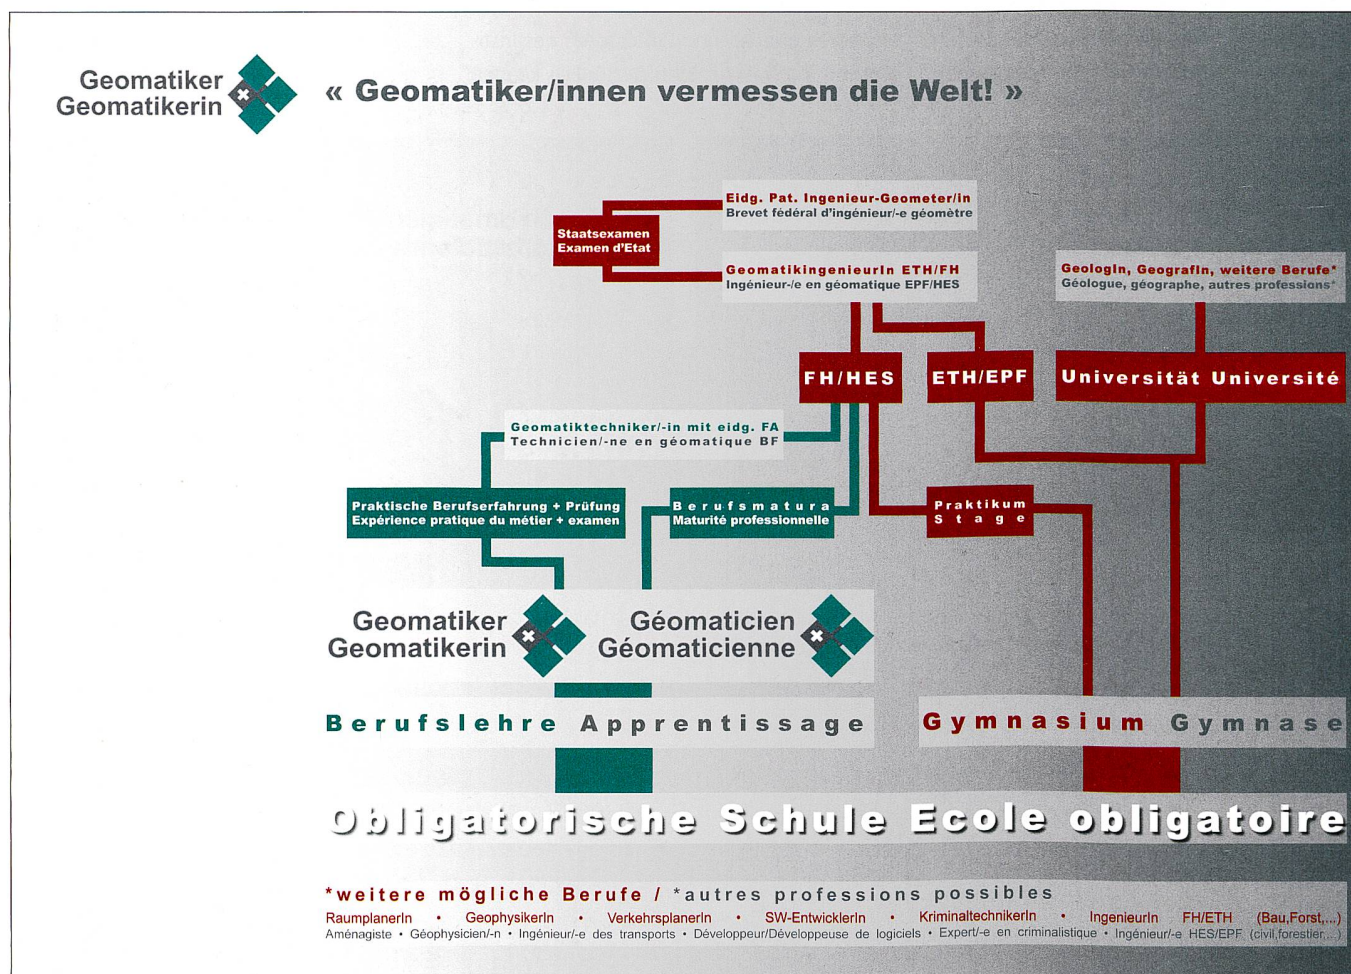 Geomatiker
Geomatikerin
« Geomatiker/innen vermessen die Welt! »
Eidg. Pat. Ingenieur-Geometer/in
Brevet fédéral d'ingénieur/-e géomètre
Staatsexamen
Examen d'Etat
GeomatikingenieurIn ETH/FH
Ingénieur-/e en géomatique EPF/HES
GeologIn, GeografIn, weitere Berufe*
Géologue, géographe, autres professions*
FH/HES
ETH/EPF
Universität Université
Geomatiktechniker/-in mit eidg. FA
Technicien/-ne en géomatique BF
Praktische Berufserfahrung + Prüfung
Expérience pratique du métier + examen
Berufsmatura
Maturité professionnelle
Praktikum
Stage
Geomatiker
Geomatikerin
Géomaticien
Géomaticienne
Berufslehre Apprentissage
Gymnasium Gymnase
Obligatorische Schule Ecole obligatoire
*weitere mögliche Berufe / *autres professions possibles
RaumplanerIn • GeophysikerIn • VerkehrsplanerIn • SW-EntwicklerIn • KriminaltechnikerIn • IngenieurIn FH/ETH (Bau,Forst,...)
Aménagiste • Géophysicien/-n • Ingénieur/-e des transports • Développeur/Développeuse de logiciels • Expert/-e en criminalistique • Ingénieur/-e HES/EPF (civil,forestier,...)